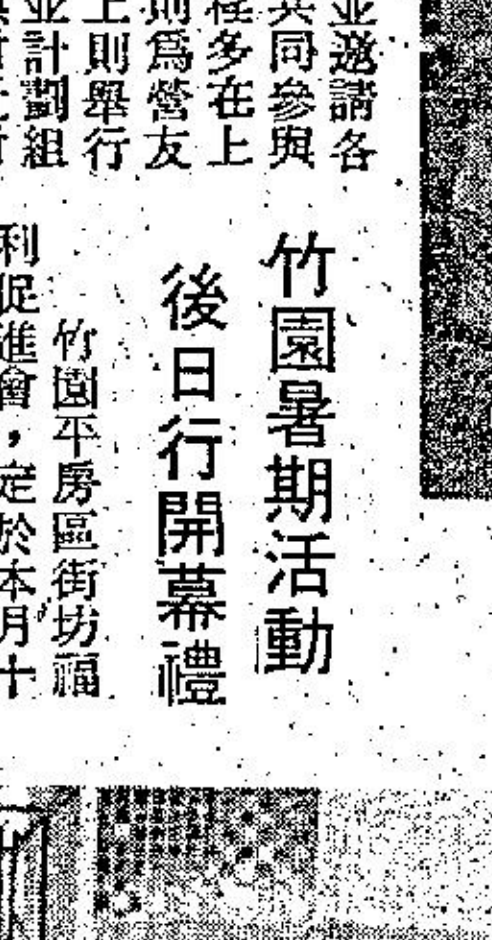 並邀請各
共同參與
程多在上
則爲營友
上則舉行
並計劃組
竹園暑期活動
後日行開幕禮
竹園平房區街坊福
利促進會，定於本月十